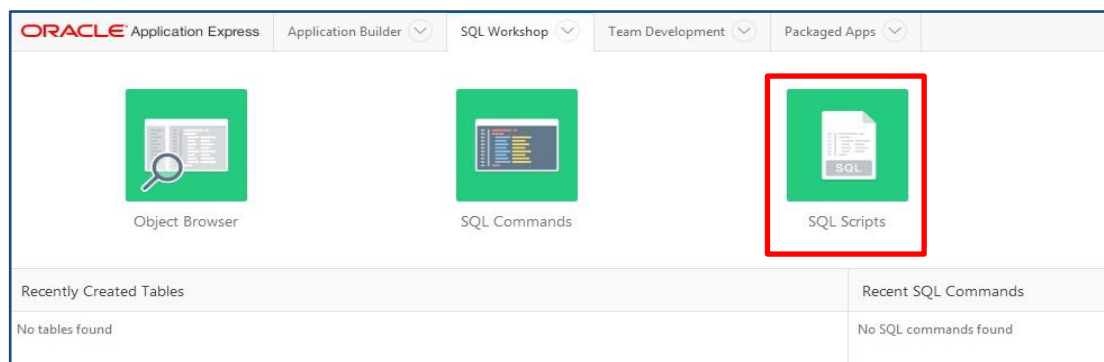 ORACLE Application Express Application Builder SQL Workshop Team Development Packaged Apps
SQL
Object Browser SQL Commands SQL Scripts
Recently Created Tables Recent SQL Commands
No tables found No SQL commands found